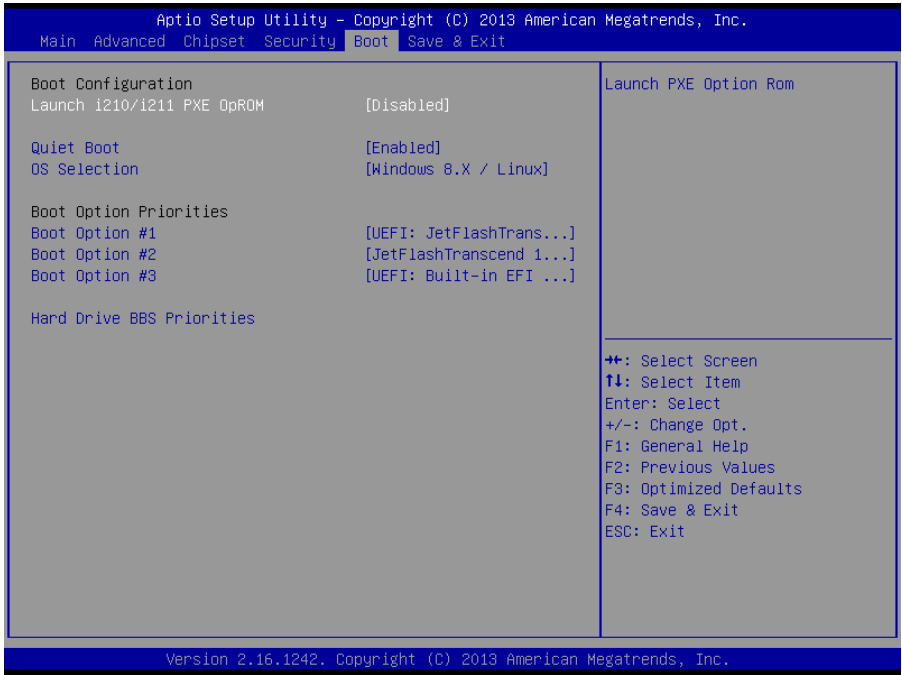 Aptio Setup Utility – Copyright (C) 2013 American Megatrends, Inc.
Main Advanced Chipset Security Boot Save & Exit
Boot Configuration
Launch i210/i211 PXE OpROM [Disabled]
Quiet Boot [Enabled]
OS Selection [Windows 8.X / Linux]
Boot Option Priorities
Boot Option #1 [UEFI: JetFlashTrans...]
Boot Option #2 [JetFlashTranscend 1...]
Boot Option #3 [UEFI: Built-in EFI ...]
Hard Drive BBS Priorities
Launch PXE Option Rom
→←: Select Screen
↑↓: Select Item
Enter: Select
+/-: Change Opt.
F1: General Help
F2: Previous Values
F3: Optimized Defaults
F4: Save & Exit
ESC: Exit
Version 2.16.1242. Copyright (C) 2013 American Megatrends, Inc.